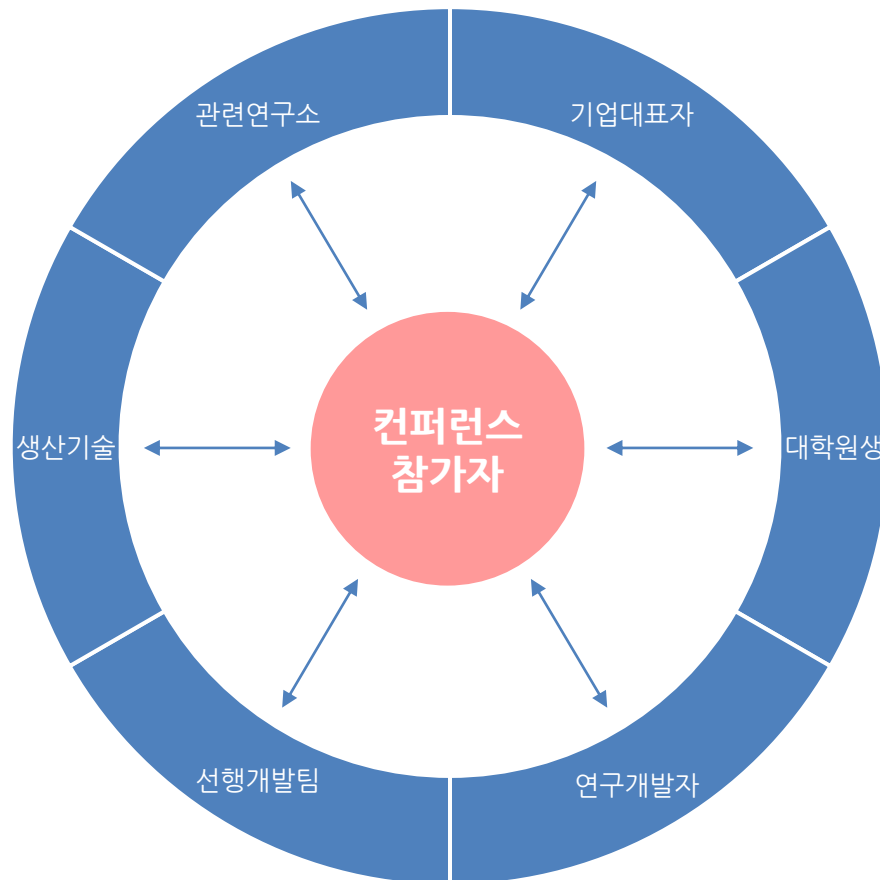 관련연구소
기업대표자
생산기술
컨퍼런스
참가자
대학원생
선행개발팀
연구개발자